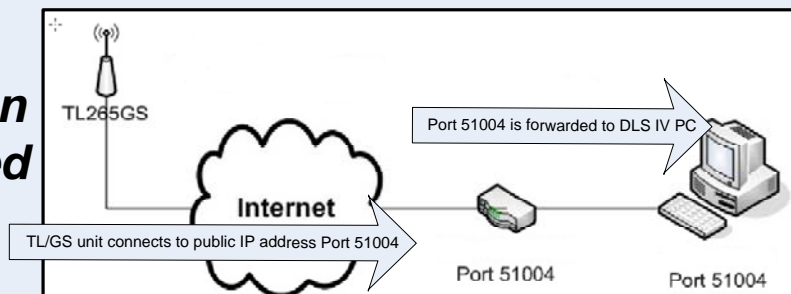 TL265GS
Port 51004 is forwarded to DLS IV PC
Internet
TL/GS unit connects to public IP address Port 51004
Port 51004
Port 51004